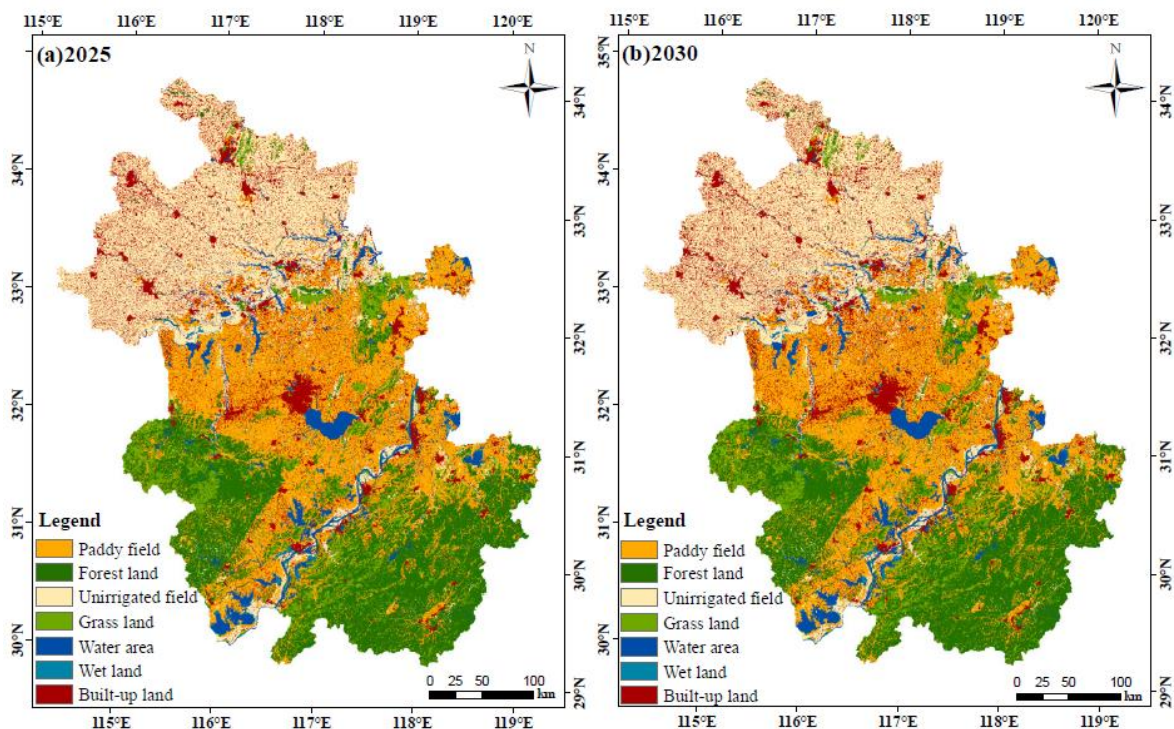 115°E 116°E 117°E 118°E 119°E 120°E
(a)2025
N
34°N 33°N 32°N 31°N 30°N
34°N 33°N 32°N 31°N 30°N 29°N
Legend
Paddy field
Forest land
Unirrigated field
Grass land
Water area
Wet land
Built-up land
0 25 50 100
km
115°E 116°E 117°E 118°E 119°E
115°E 116°E 117°E 118°E 119°E 120°E
(b)2030
N
35°N 34°N 33°N 32°N 31°N 30°N
34°N 33°N 32°N 31°N 30°N 29°N
Legend
Paddy field
Forest land
Unirrigated field
Grass land
Water area
Wet land
Built-up land
0 25 50 100
km
115°E 116°E 117°E 118°E 119°E